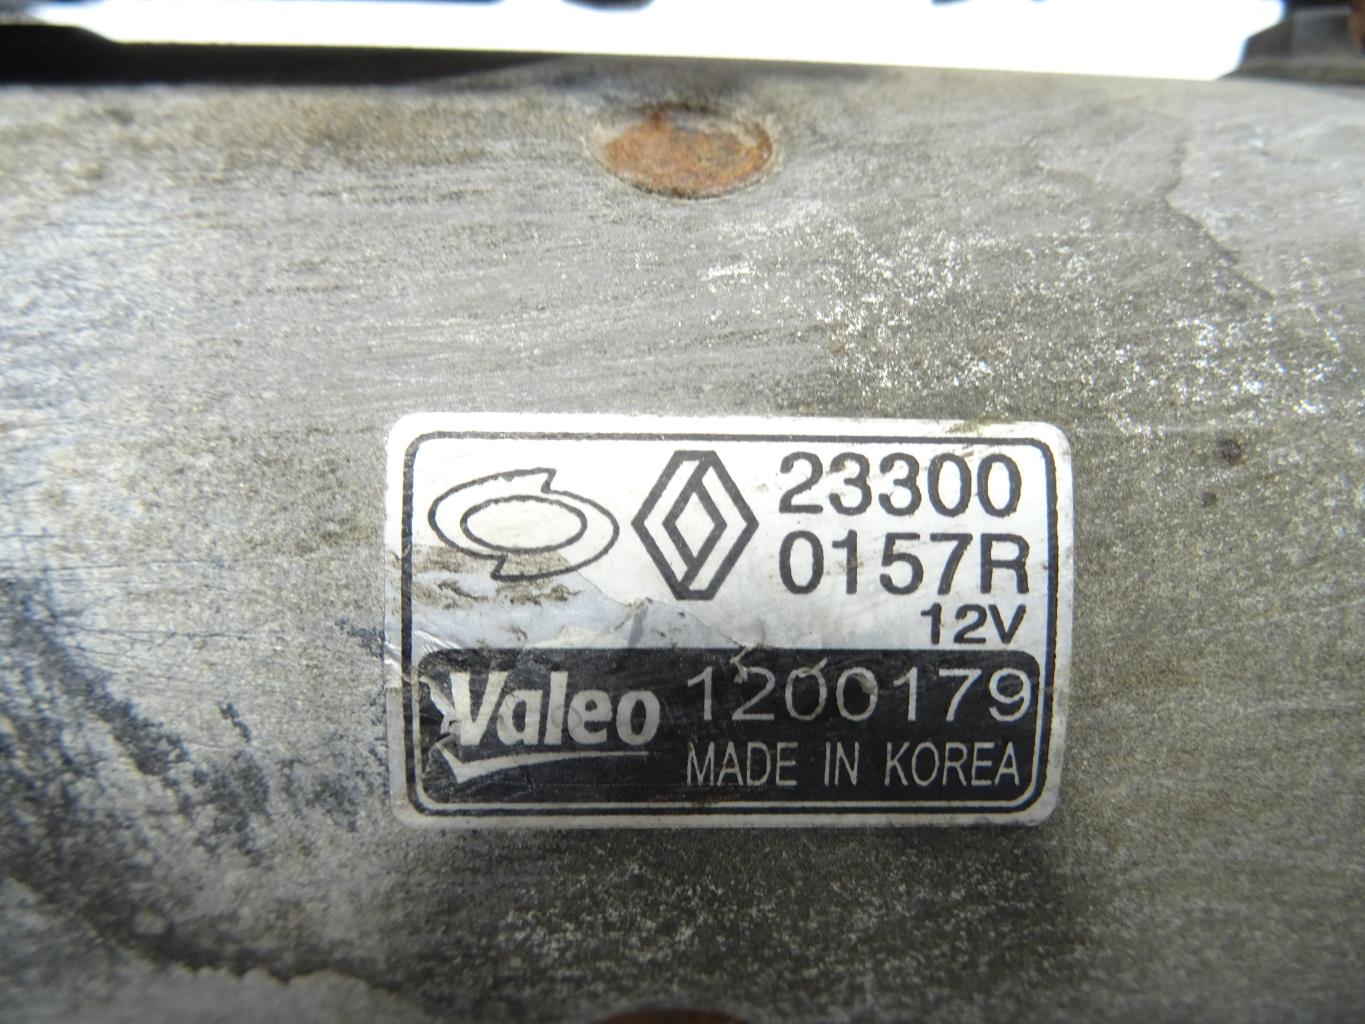 23300
0157R
12V
Valeo 1200179
MADE IN KOREA